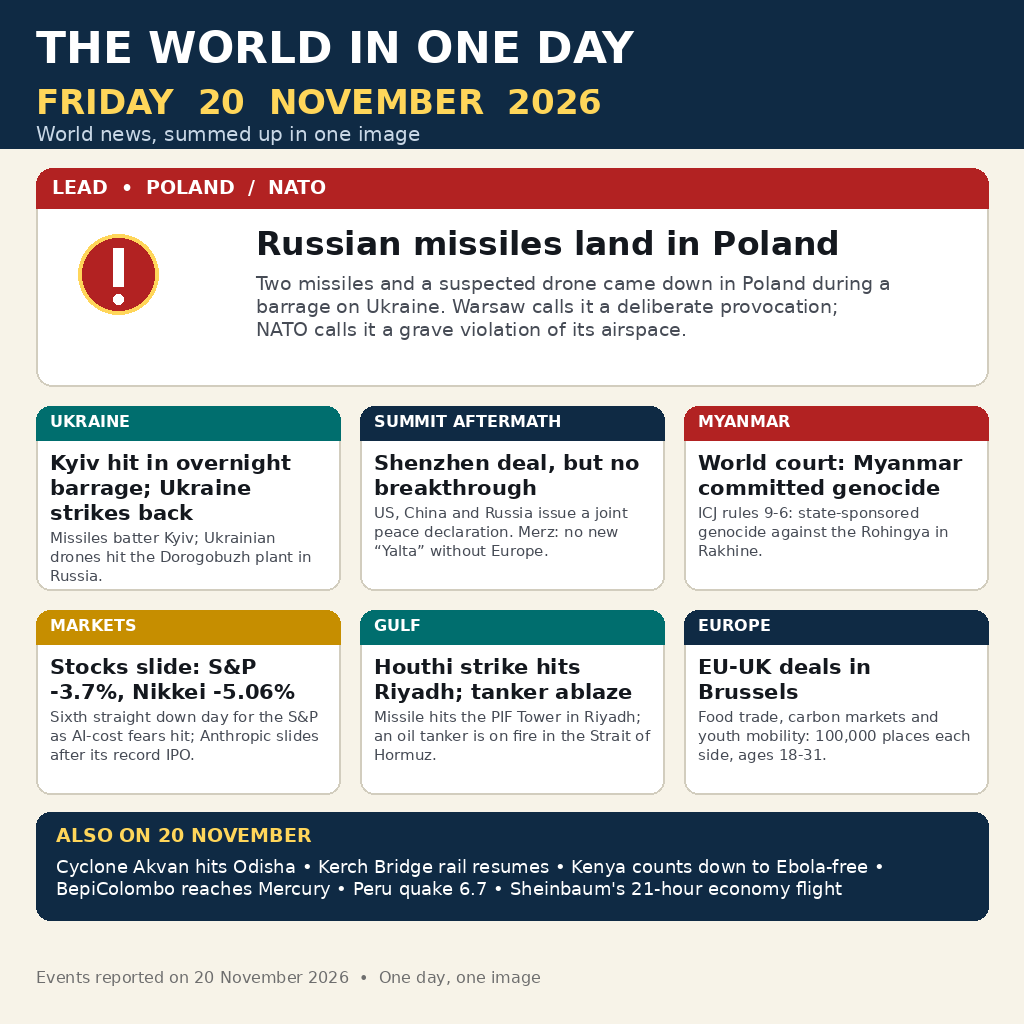 THE WORLD IN ONE DAY
FRIDAY 20 NOVEMBER 2026
World news, summed up in one image
LEAD • POLAND / NATO
Russian missiles land in Poland
Two missiles and a suspected drone came down in Poland during a
barrage on Ukraine. Warsaw calls it a deliberate provocation;
NATO calls it a grave violation of its airspace.
UKRAINE
Kyiv hit in overnight
barrage; Ukraine
strikes back
Missiles batter Kyiv; Ukrainian
drones hit the Dorogobuzh plant in
Russia.
SUMMIT AFTERMATH
Shenzhen deal, but no
breakthrough
US, China and Russia issue a joint
peace declaration. Merz: no new
“Yalta” without Europe.
MYANMAR
World court: Myanmar
committed genocide
ICJ rules 9-6: state-sponsored
genocide against the Rohingya in
Rakhine.
MARKETS
Stocks slide: S&P
-3.7%, Nikkei -5.06%
Sixth straight down day for the S&P
as AI-cost fears hit; Anthropic slides
after its record IPO.
GULF
Houthi strike hits
Riyadh; tanker ablaze
Missile hits the PIF Tower in Riyadh;
an oil tanker is on fire in the Strait of
Hormuz.
EUROPE
EU-UK deals in
Brussels
Food trade, carbon markets and
youth mobility: 100,000 places each
side, ages 18-31.
ALSO ON 20 NOVEMBER
Cyclone Akvan hits Odisha • Kerch Bridge rail resumes • Kenya counts down to Ebola-free •
BepiColombo reaches Mercury • Peru quake 6.7 • Sheinbaum's 21-hour economy flight
Events reported on 20 November 2026 • One day, one image